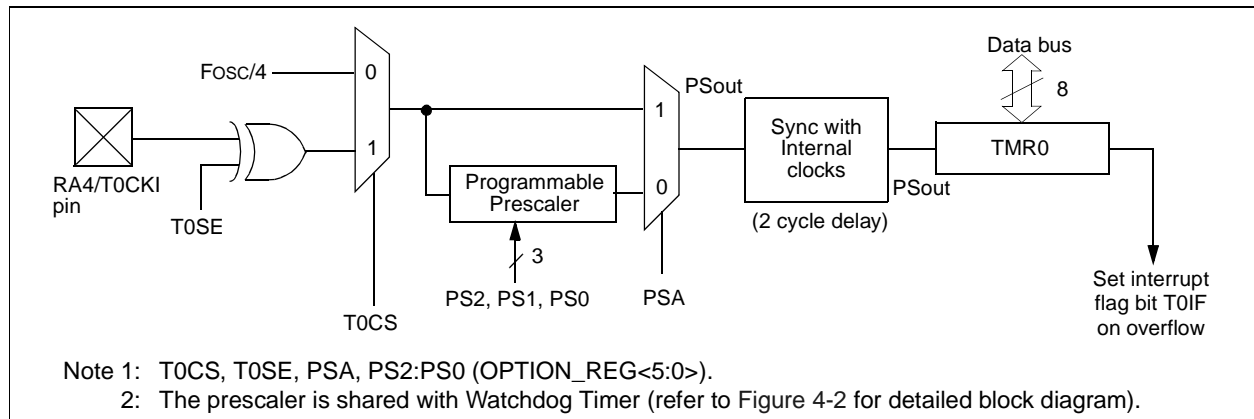 Data bus
8
FOSC/4
0
1
PSout
1
0
Sync with
Internal
clocks
(2 cycle delay)
PSout
TMR0
RA4/T0CKI
pin
T0SE
T0CS
Programmable
Prescaler
3
PS2, PS1, PS0
PSA
Set interrupt
flag bit T0IF
on overflow
Note 1: T0CS, T0SE, PSA, PS2:PS0 (OPTION_REG<5:0>).
2: The prescaler is shared with Watchdog Timer (refer to Figure 4-2 for detailed block diagram).